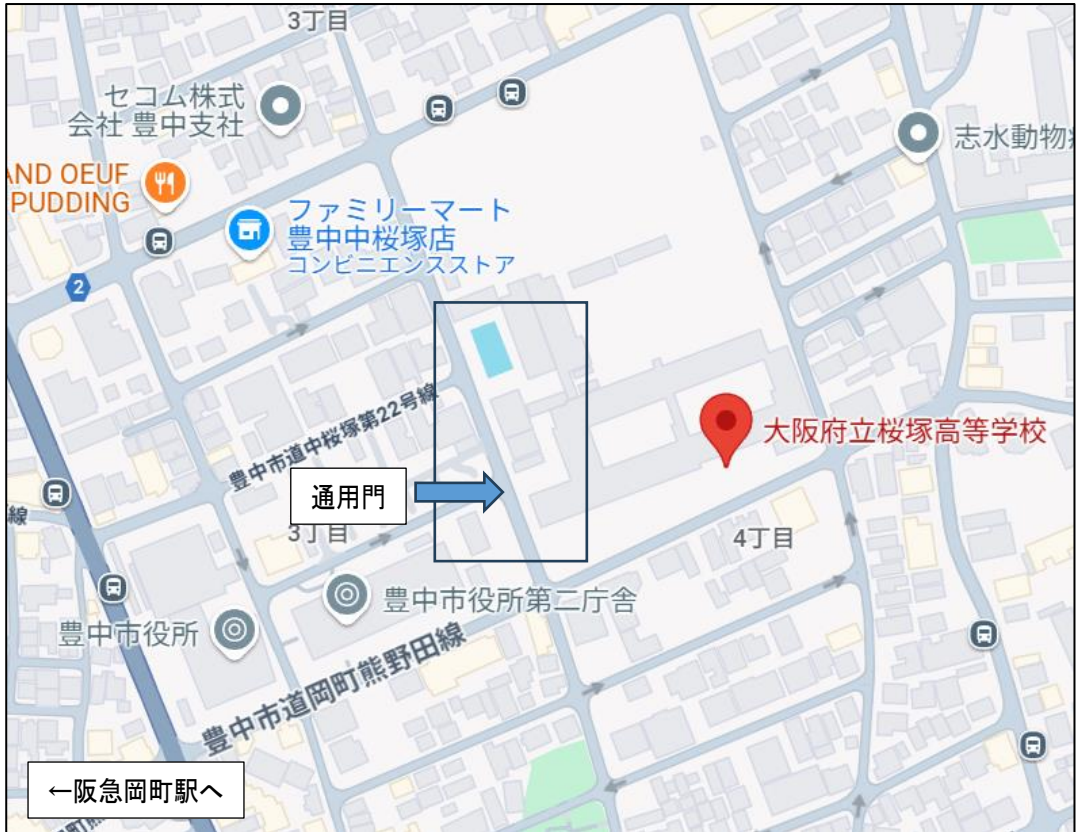 3丁目
セコム株式
会社 豊中支社
AND OEUF
PUDDING
ファミリーマート
豊中中桜塚店
コンビニエンスストア
志水動物
2
豊中市道中桜塚第22号線
大阪府立桜塚高等学校
通用門
線
3丁目
4丁目
豊中市役所第二庁舎
豊中市役所
豊中市道岡町熊野田線
←阪急岡町駅へ